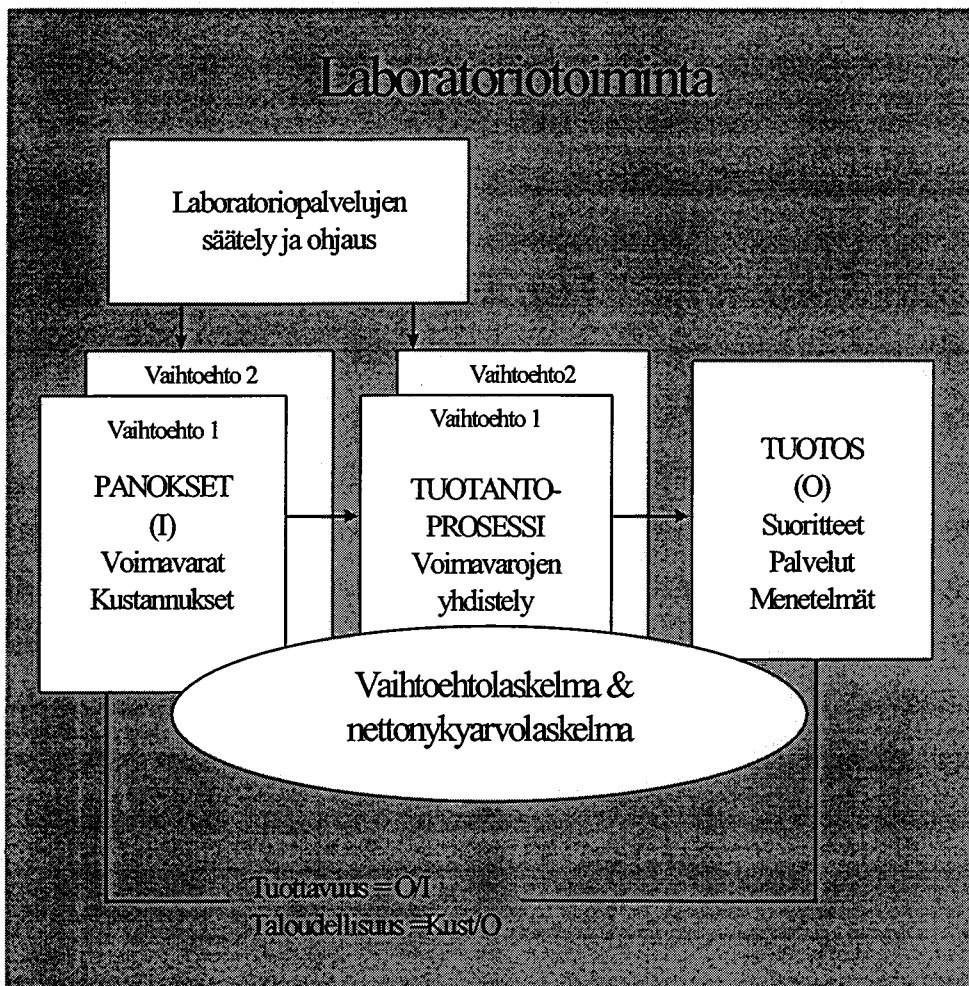 Laboratoriotoiminta
Laboratoriopalvelujen
säätely ja ohjaus
Vaihtoehto 2
Vaihtoehto 1
PANOKSET
(I)
Voimavarat
Kustannukset
Vaihtoehto2
Vaihtoehto 1
TUOTANTO-
PROSESSI
Voimavarojen
yhdistely
TUOTOS
(O)
Suoritteet
Palvelut
Menetelmät
Vaihtoehtolaskelma &
nettonykyarvolaskelma
Tuottavuus = O/I
Taloudellisuus =Kust/O